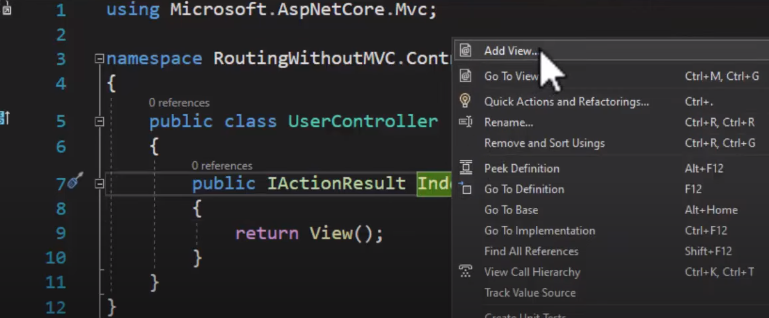 1 using Microsoft.AspNetCore.Mvc;
2
3 namespace RoutingWithoutMVC.Cont
4 {
0 references
5 public class UserController
6 {
0 references
7 public IActionResult Ind
8 {
9 return View();
10 }
11 }
12 }
Add View...
Go To View Ctrl+M, Ctrl+G
Quick Actions and Refactorings... Ctrl+.
Rename... Ctrl+R, Ctrl+R
Remove and Sort Usings Ctrl+R, Ctrl+G
Peek Definition Alt+F12
Go To Definition F12
Go To Base Alt+Home
Go To Implementation Ctrl+F12
Find All References Shift+F12
View Call Hierarchy Ctrl+K, Ctrl+T
Track Value Source
Create Unit Tests